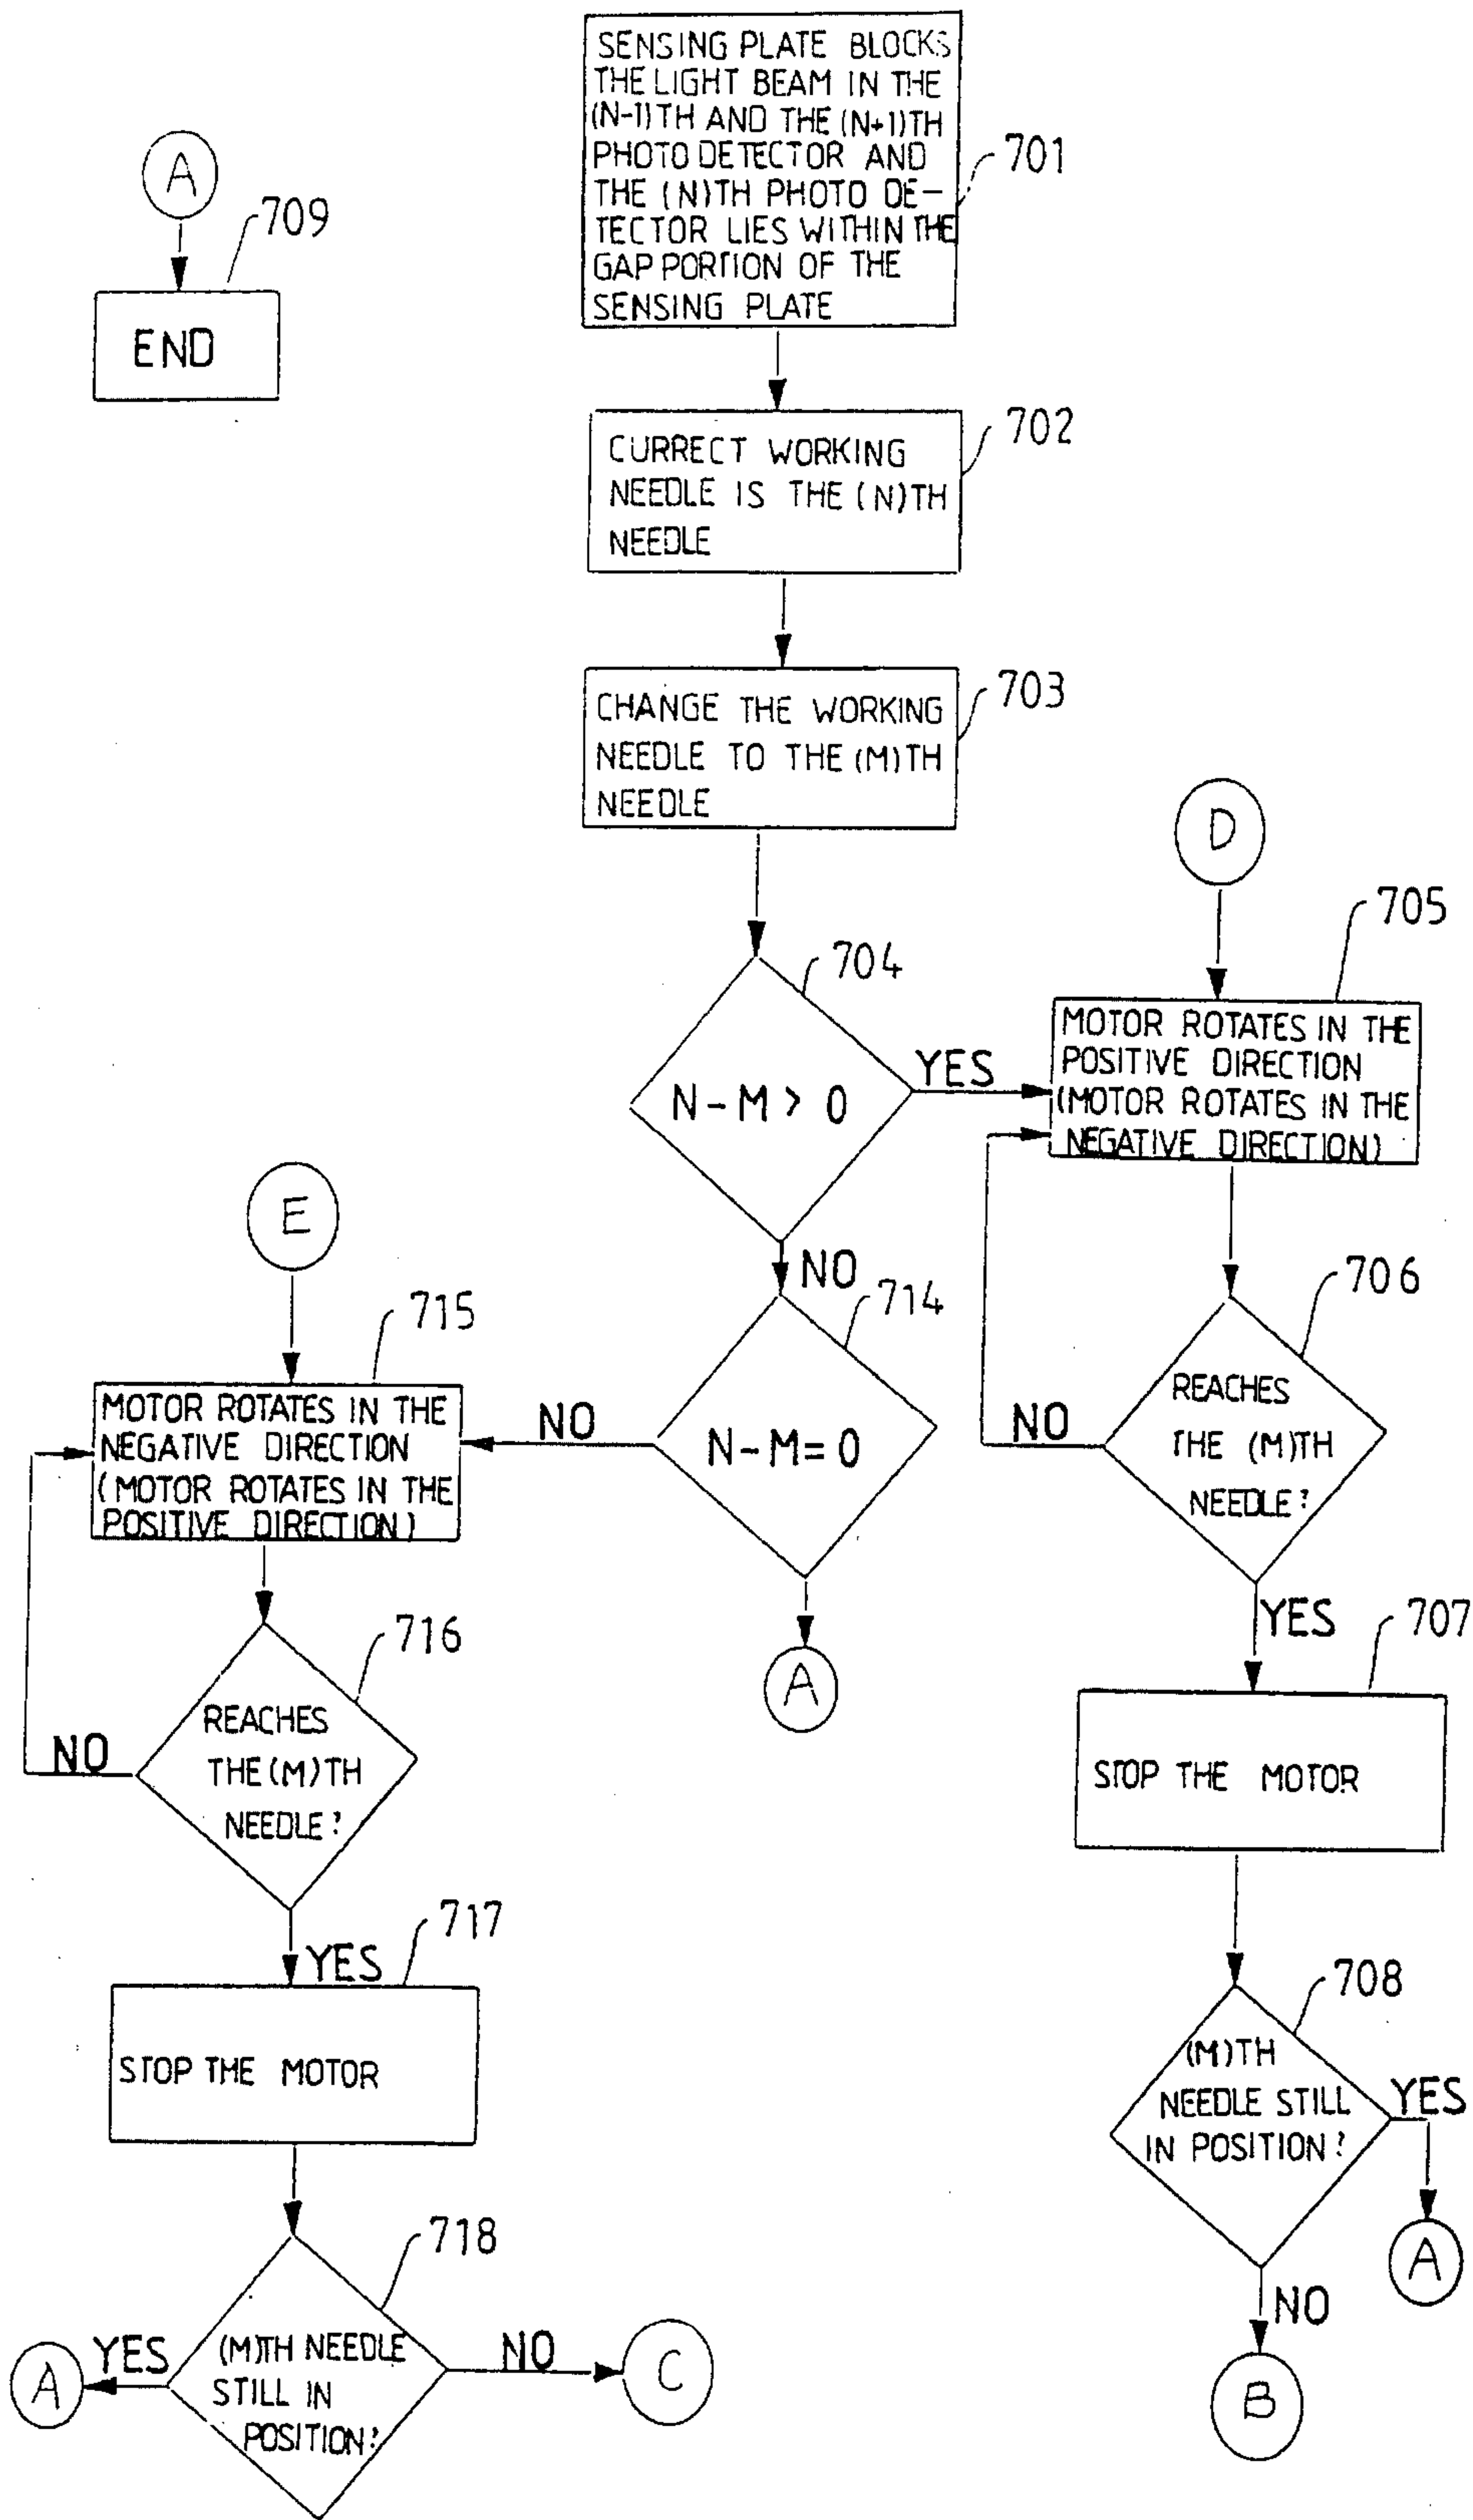 SENSING PLATE BLOCKS
THE LIGHT BEAM IN THE
(N-1)TH AND THE (N+1)TH
PHOTO DETECTOR AND
THE (N)TH PHOTO DE-
TECTOR LIES WITHIN THE
GAP PORTION OF THE
SENSING PLATE
701
A
709
END
CURRECT WORKING
NEEDLE IS THE (N)TH
NEEDLE
702
CHANGE THE WORKING
NEEDLE TO THE (M)TH
NEEDLE
703
D
705
704
N-M > 0
YES
NO
MOTOR ROTATES IN THE
POSITIVE DIRECTION
(MOTOR ROTATES IN THE
NEGATIVE DIRECTION)
E
715
714
N-M=0
NO
A
706
REACHES
THE (M)TH
NEEDLE?
NO
YES
MOTOR ROTATES IN THE
NEGATIVE DIRECTION
(MOTOR ROTATES IN THE
POSITIVE DIRECTION)
716
REACHES
THE (M)TH
NEEDLE?
NO
YES
707
STOP THE MOTOR
717
STOP THE MOTOR
708
(M)TH
NEEDLE STILL
IN POSITION?
YES
A
NO
B
718
(M)TH NEEDLE
STILL IN
POSITION?
YES
A
NO
C